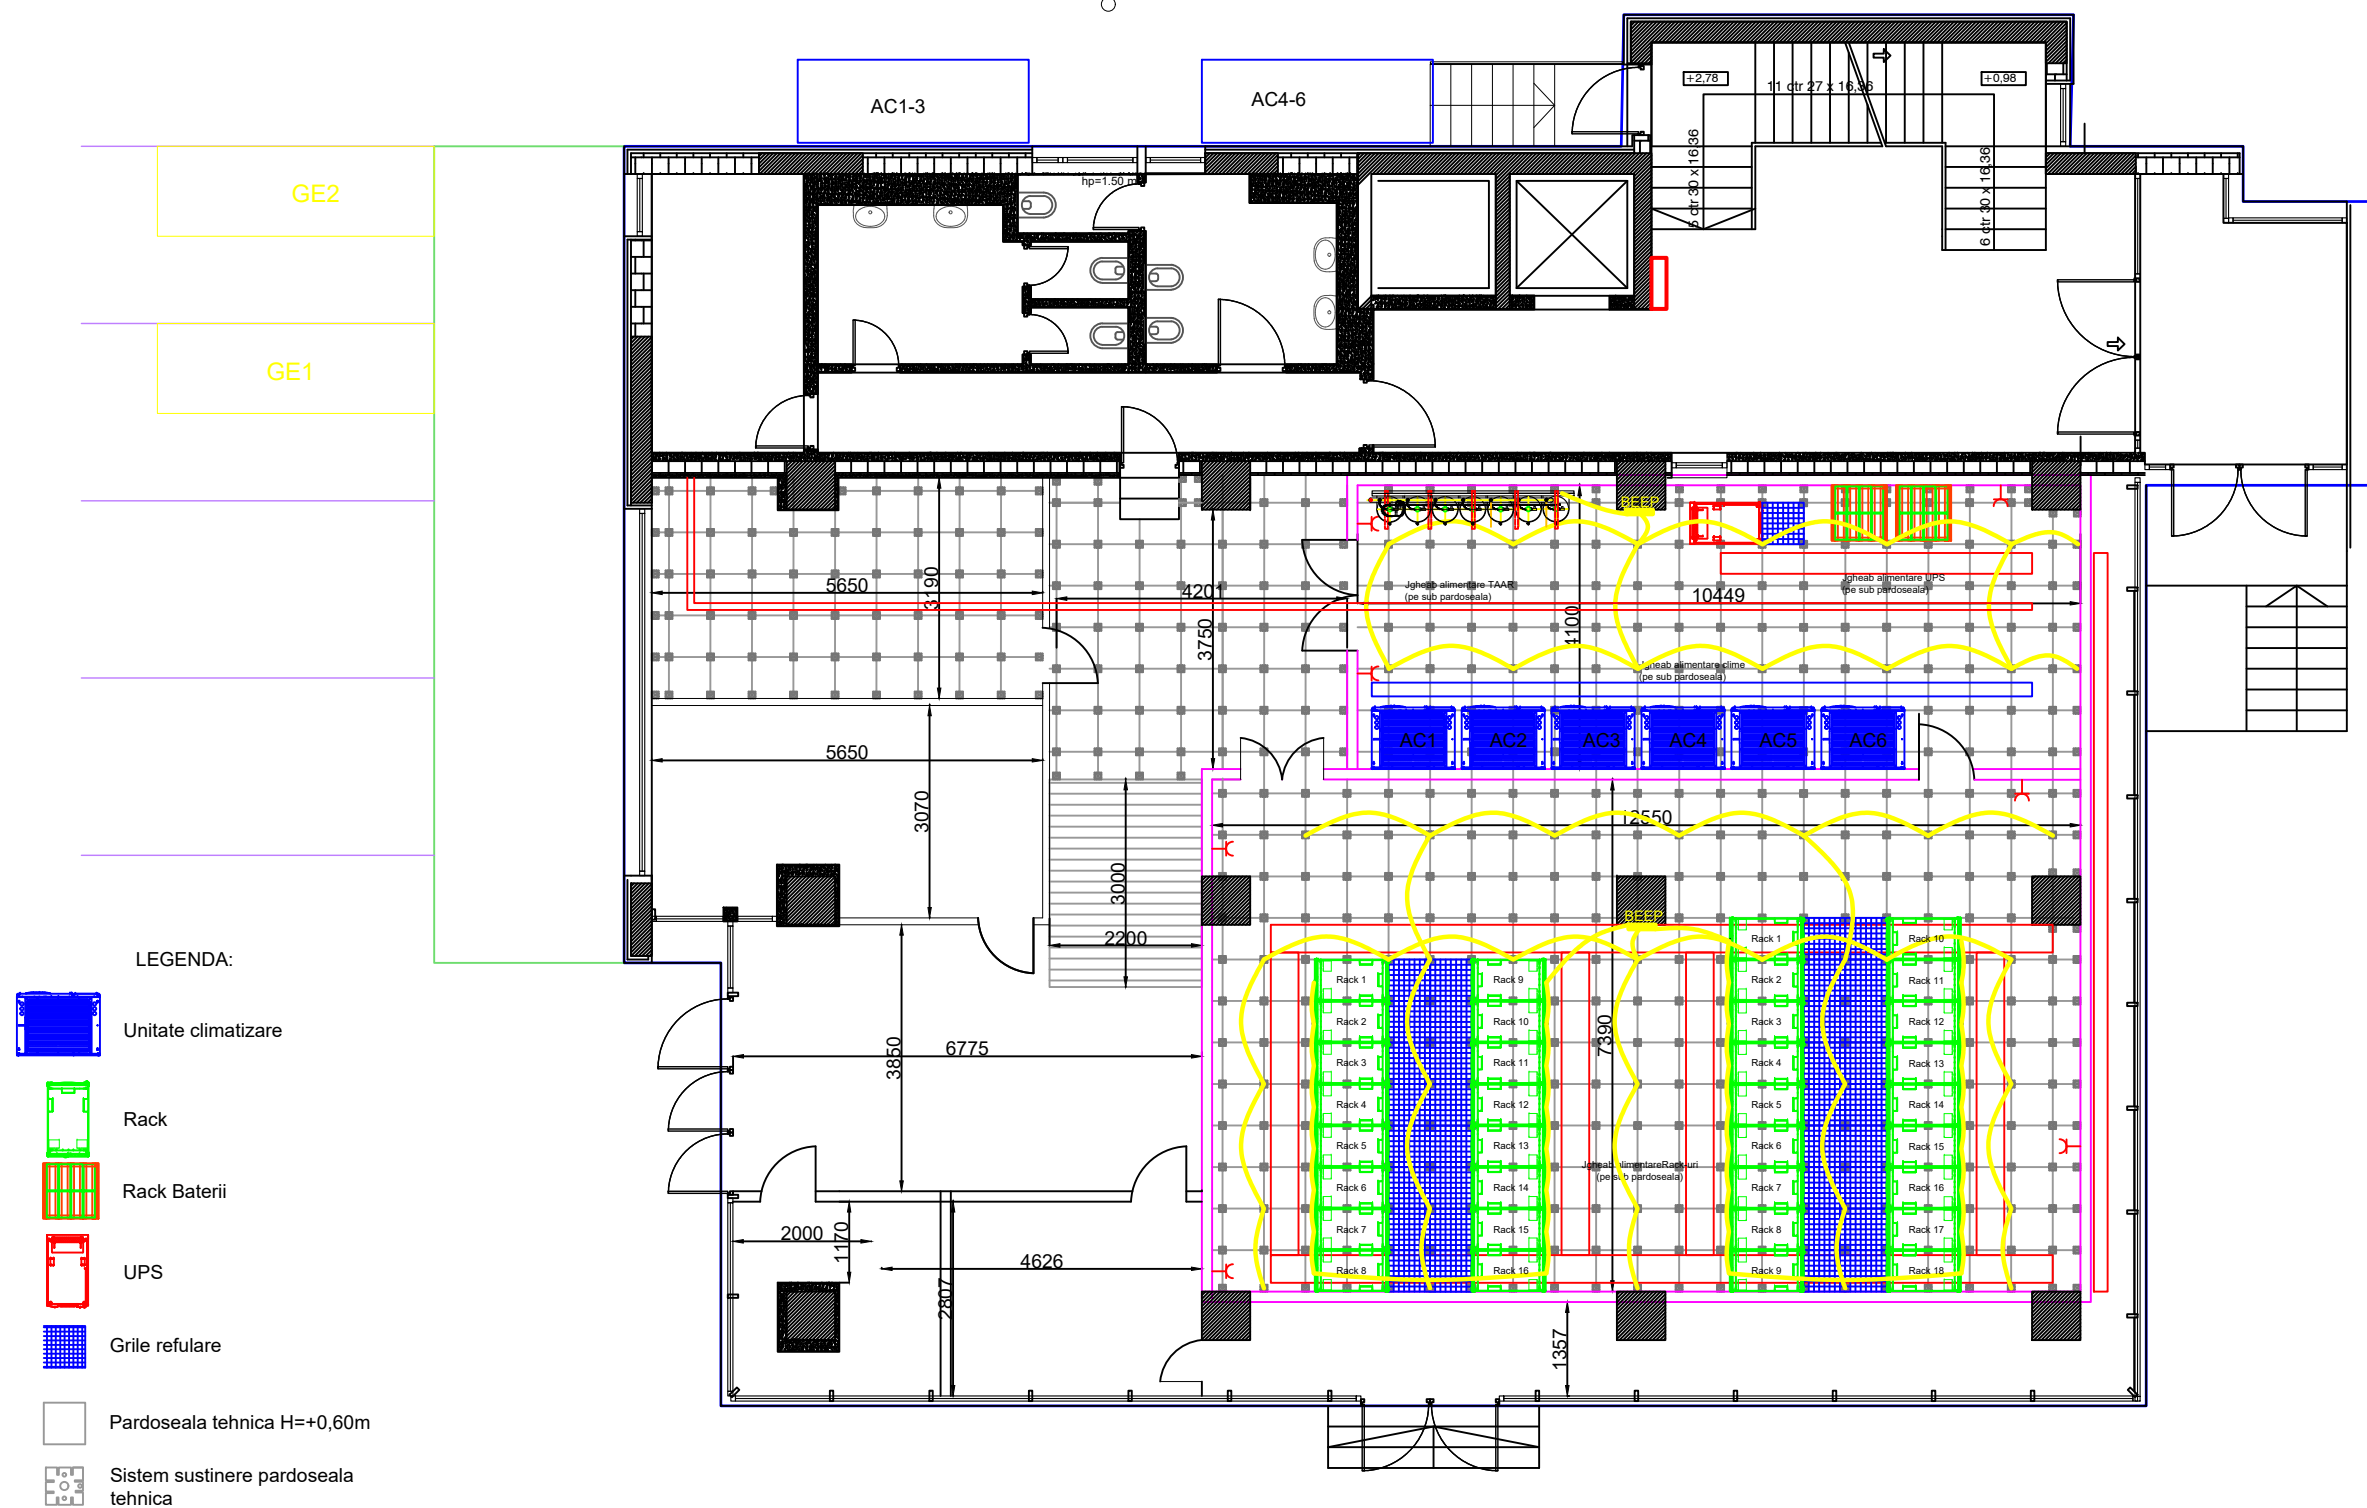 AC1-3
AC4-6
+2,78
+0,98
11 ctr 27 x 16,36
6 ctr 30 x 16,36
6 ctr 30 x 16,36
hp=1.50 m
GE2
GE1
BEEP
5650
3190
4201
3750
Jgheab alimentare TAAR
(pe sub pardoseala)
4100
10449
Jgheab alimentare UPS
(pe sub pardoseala)
Jgheab alimentare clime
(pe sub pardoseala)
AC1
AC2
AC3
AC4
AC5
AC6
5650
3070
12550
3000
2200
BEEP
6775
3850
7390
Rack 1
Rack 2
Rack 3
Rack 4
Rack 5
Rack 6
Rack 7
Rack 8
Rack 9
Rack 10
Rack 11
Rack 12
Rack 13
Rack 14
Rack 15
Rack 16
Jgheab alimentareRack-uri
(pe sub pardoseala)
Rack 1
Rack 2
Rack 3
Rack 4
Rack 5
Rack 6
Rack 7
Rack 8
Rack 9
Rack 10
Rack 11
Rack 12
Rack 13
Rack 14
Rack 15
Rack 16
Rack 17
Rack 18
2000
1170
2807
4626
1357
LEGENDA:
Unitate climatizare
Rack
Rack Baterii
UPS
Grile refulare
Pardoseala tehnica H=+0,60m
Sistem sustinere pardoseala
tehnica